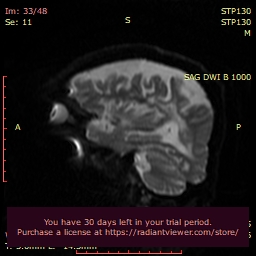 Im: 33/48
STP130
Se: 11
S
STP130
M
SAG DWI B 1000
A
P
You have 30 days left in your trial period.
Purchase a license at https://radiantviewer.com/store/